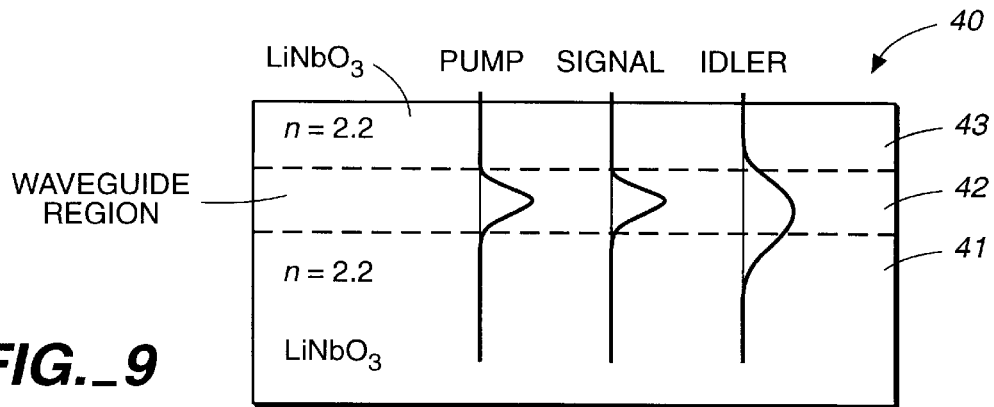 40
LiNbO3 PUMP SIGNAL IDLER
n = 2.2
43
WAVEGUIDE
REGION
42
41
n = 2.2
LiNbO3
FIG._9